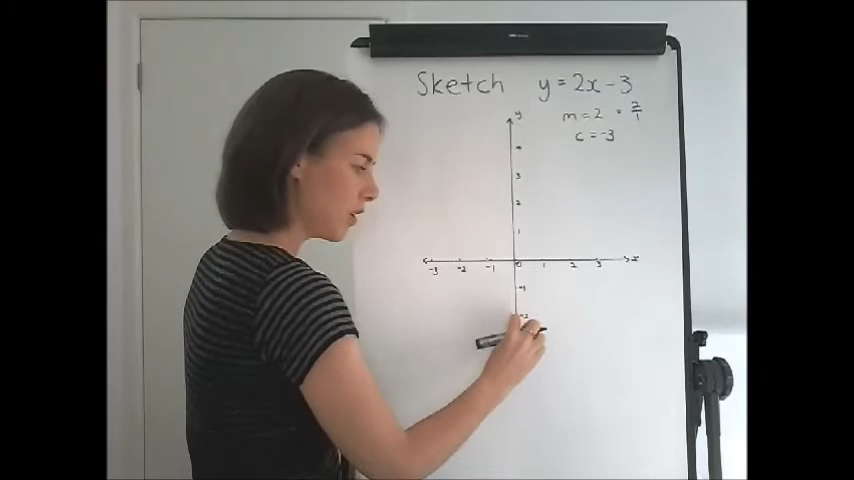 Sketch y = 2x - 3
m = 2 = 2/1
c = -3
y
4
3
2
1
-3 -2 -1 0 1 2 3 x
-1
-2